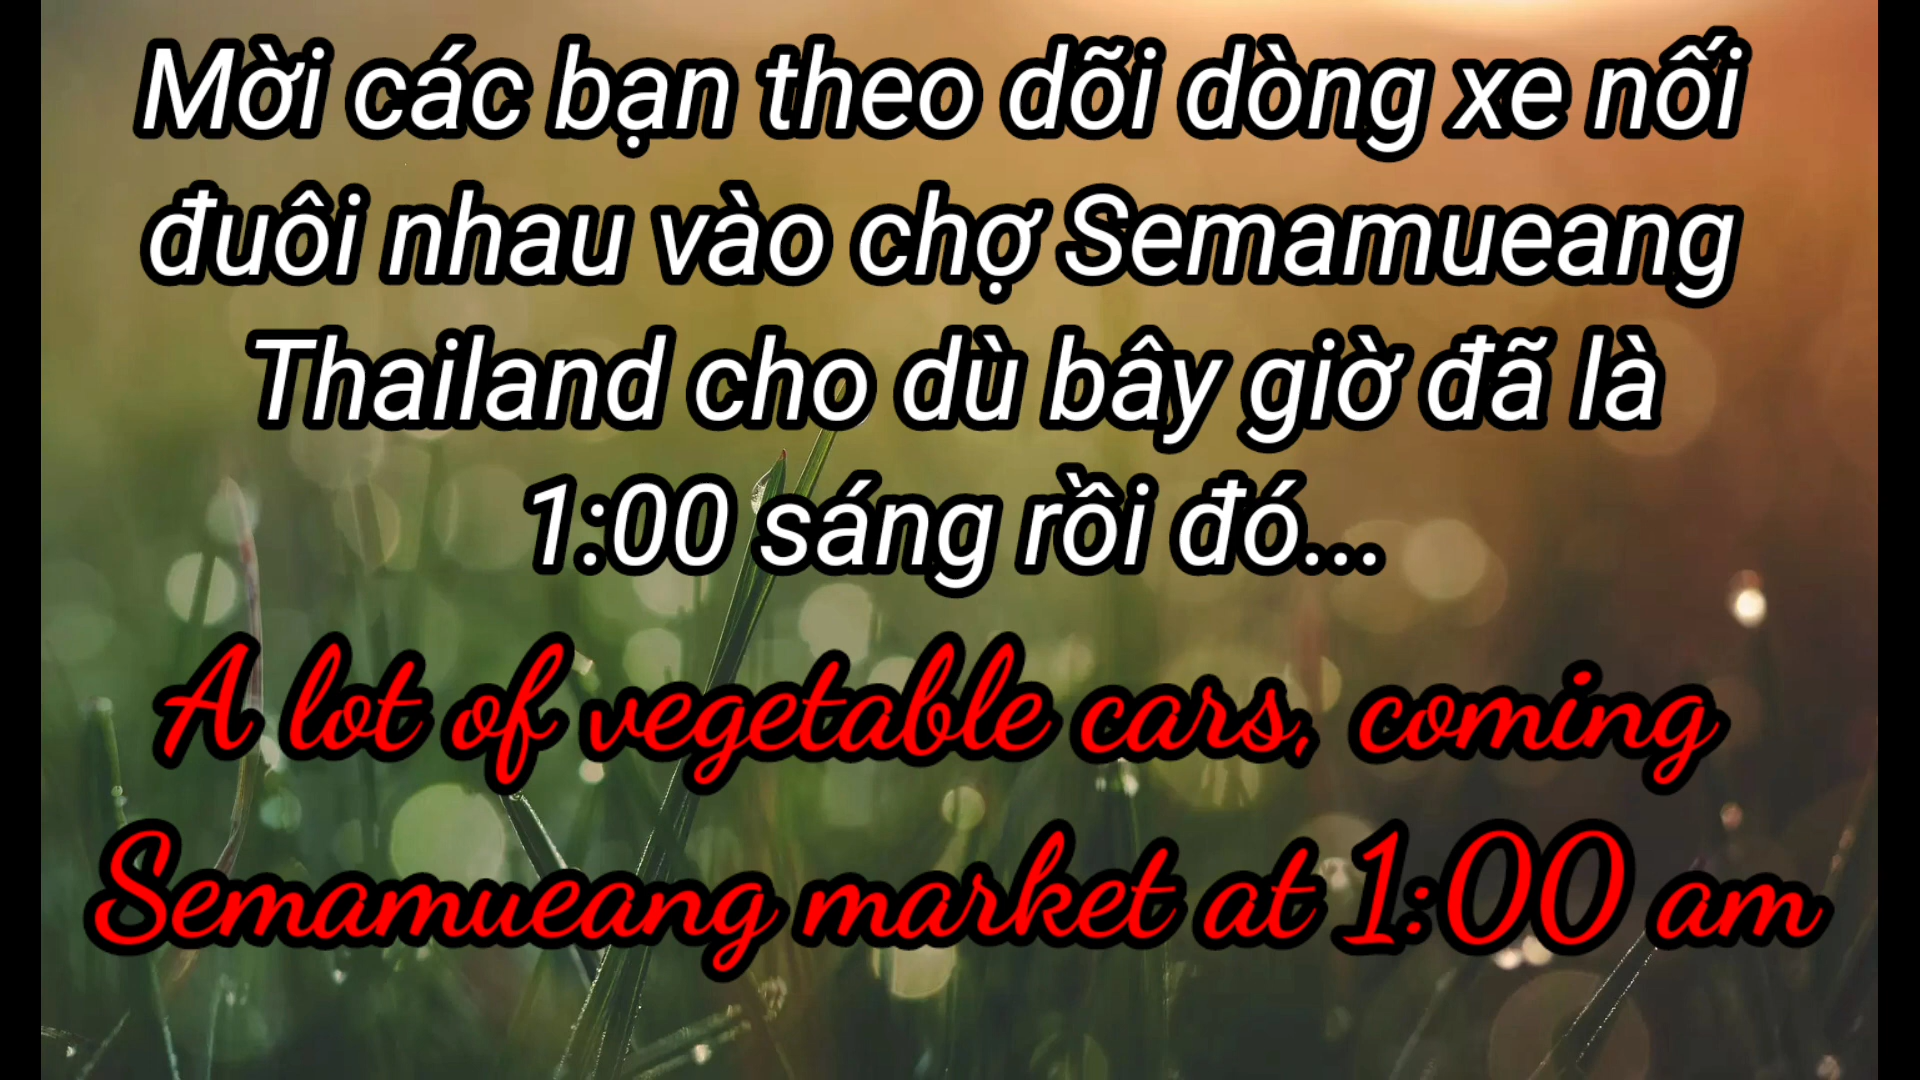 Mời các bạn theo dõi dòng xe nối
đuôi nhau vào chợ Semamueang
Thailand cho dù bây giờ đã là
1:00 sáng rồi đó...
A lot of vegetable cars, coming
Semamueang market at 1:00 am